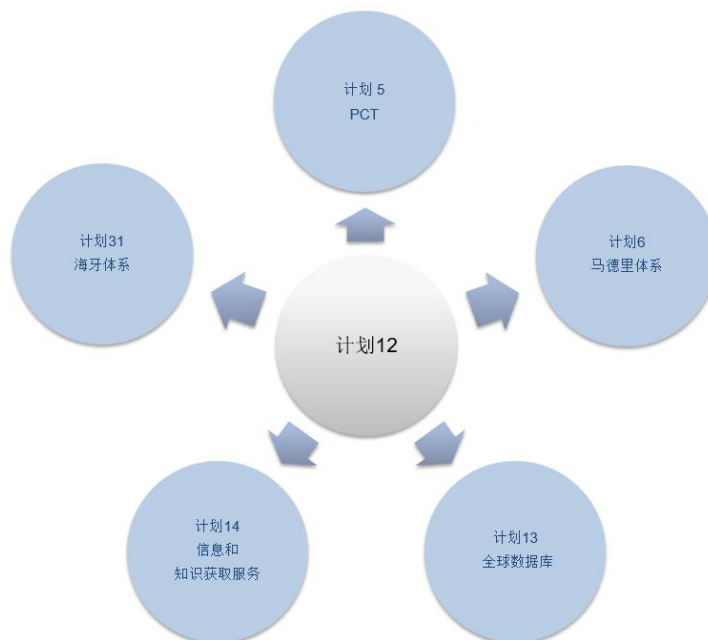 计划 5
PCT
计划31
海牙体系
计划6
马德里体系
计划12
计划14
信息和
知识获取服务
计划13
全球数据库